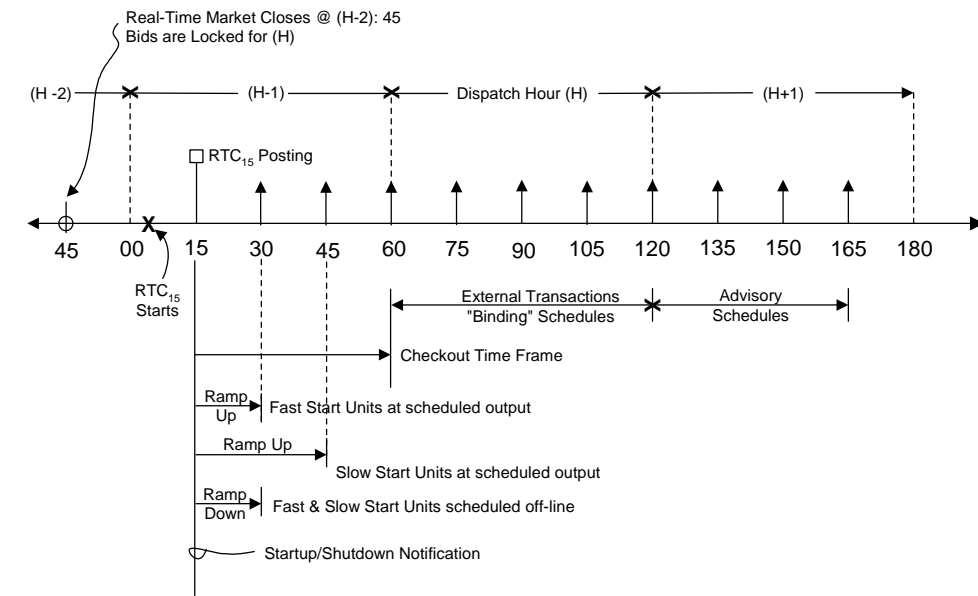 Real-Time Market Closes @ (H-2): 45
Bids are Locked for (H)
(H -2)
(H-1)
Dispatch Hour (H)
(H+1)
RTC15 Posting
45
00
15
30
45
60
75
90
105
120
135
150
165
180
RTC15
Starts
External Transactions
"Binding" Schedules
Advisory
Schedules
Checkout Time Frame
Ramp
Up
Fast Start Units at scheduled output
Ramp Up
Slow Start Units at scheduled output
Ramp
Down
Fast & Slow Start Units scheduled off-line
Startup/Shutdown Notification